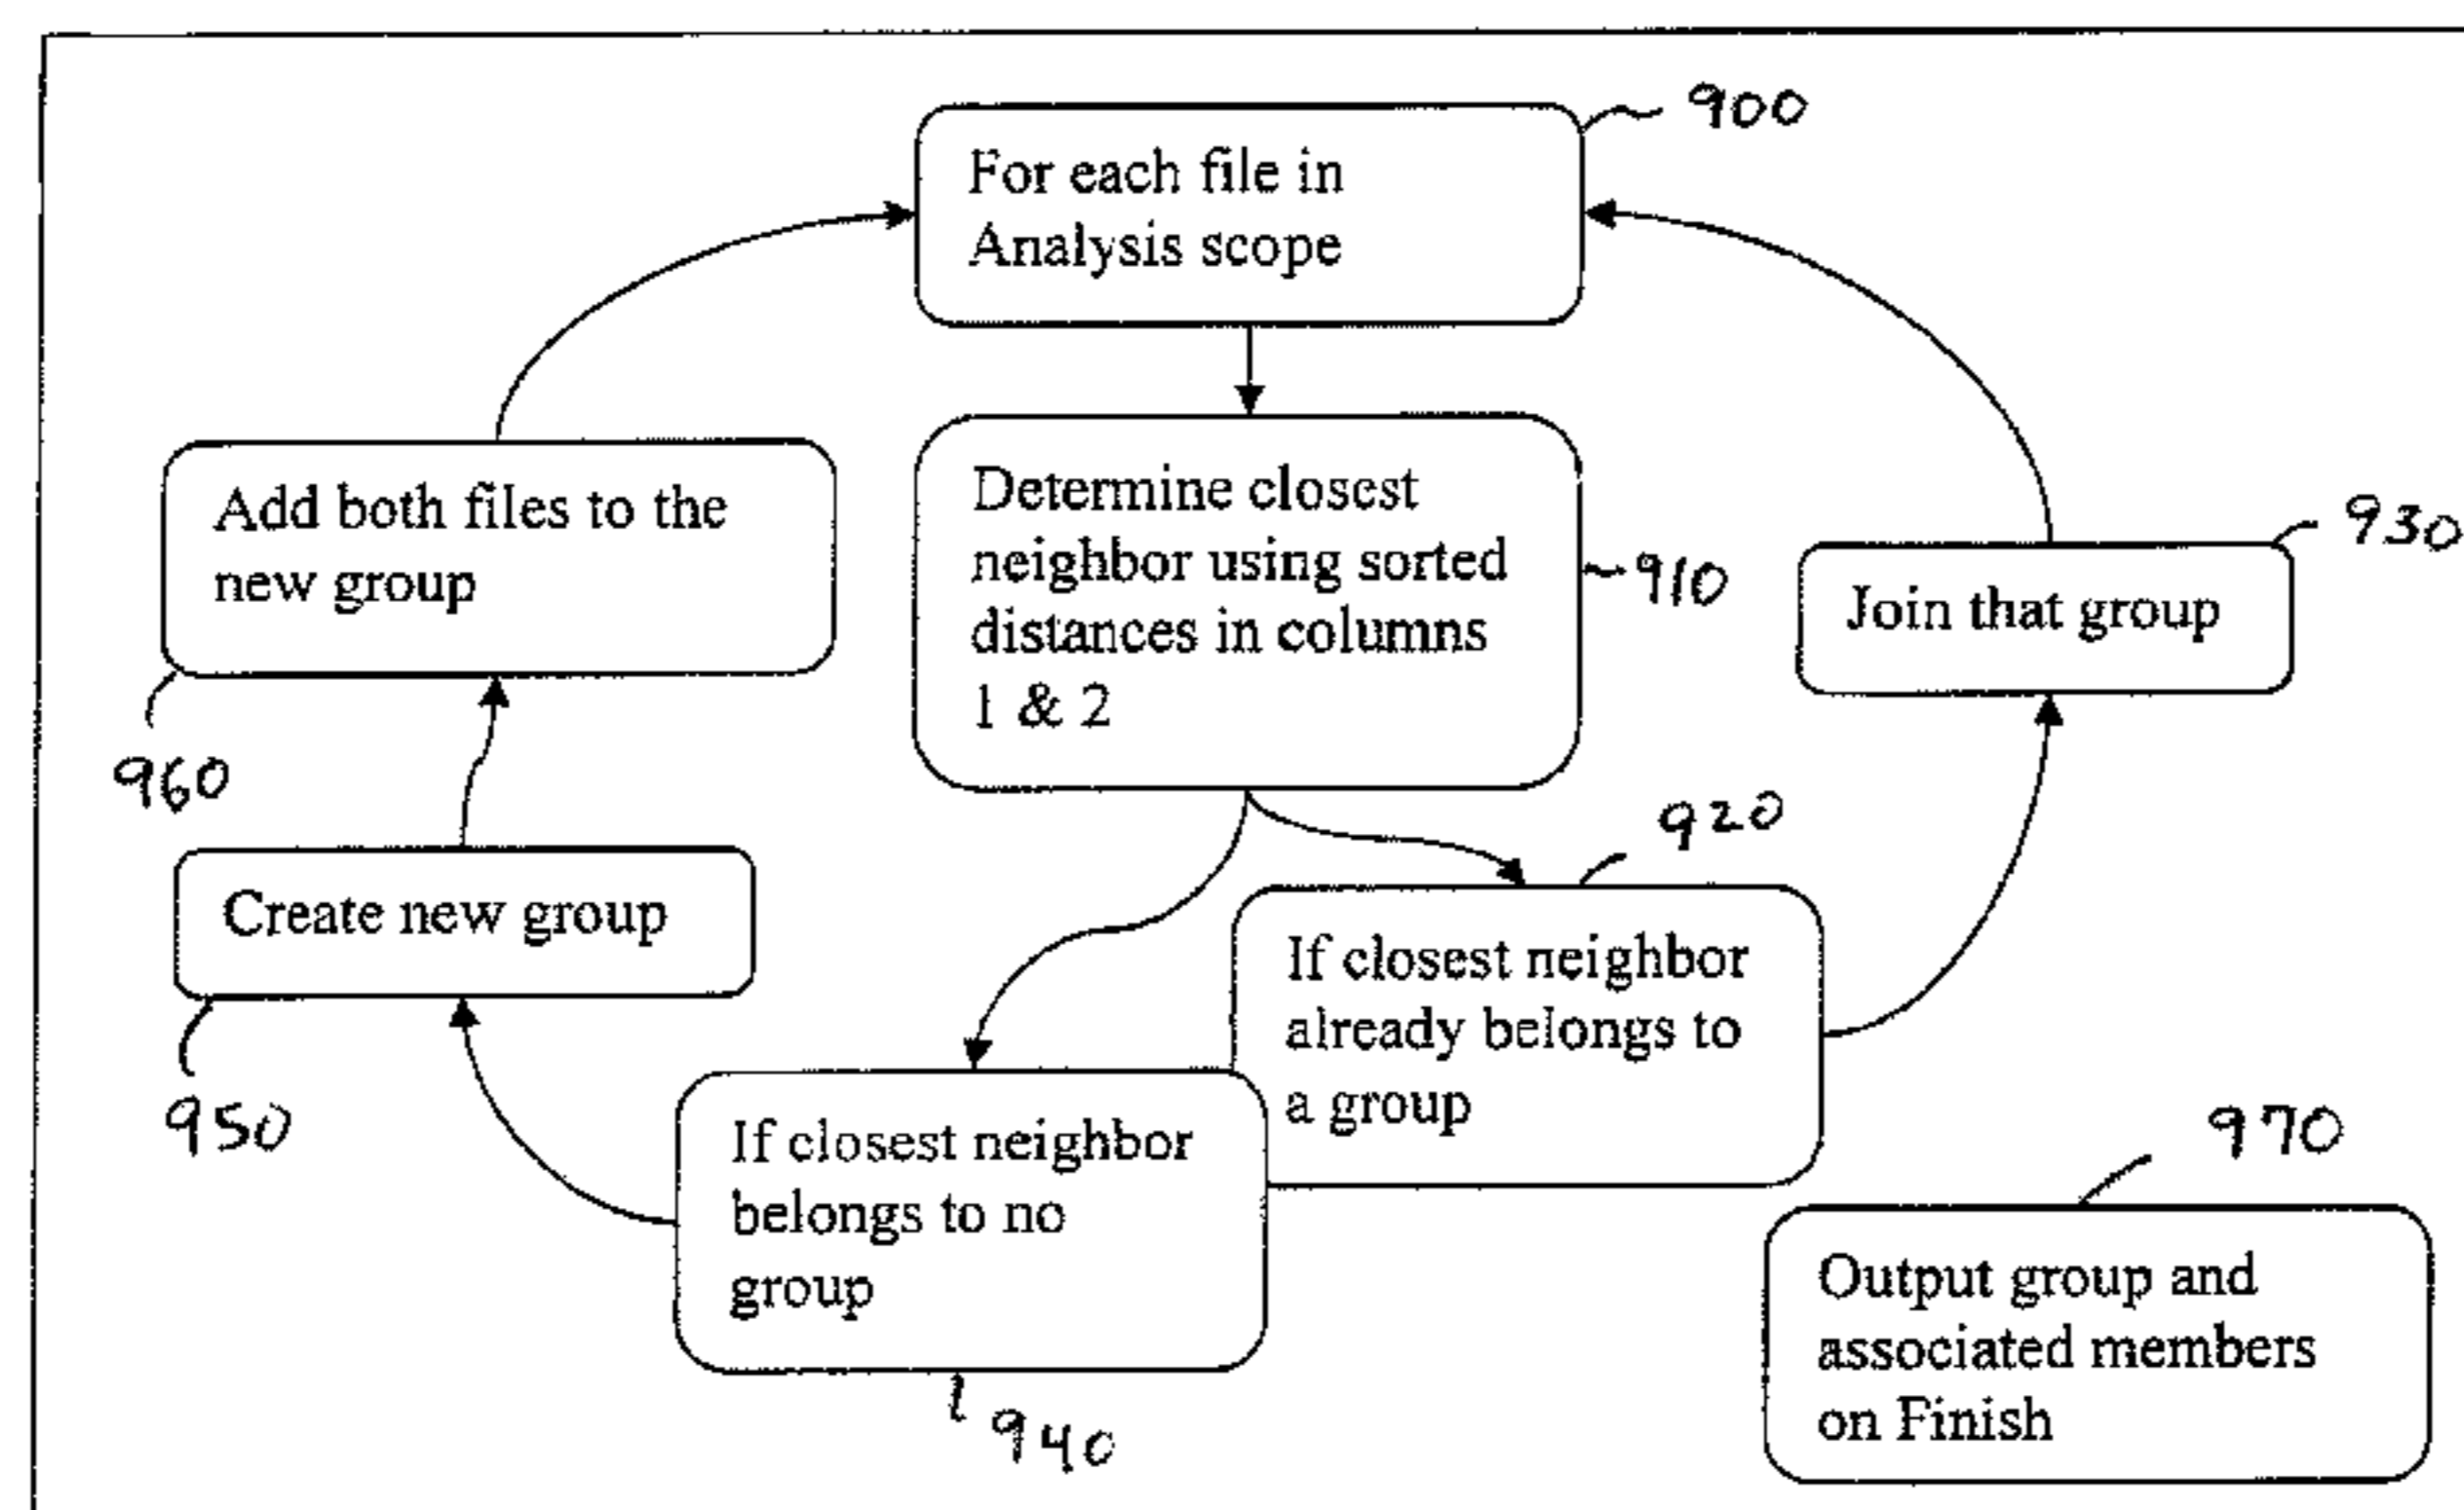 900
For each file in
Analysis scope
Determine closest
neighbor using sorted
distances in columns
1 & 2
910
Add both files to the
new group
960
930
Join that group
920
Create new group
950
If closest neighbor
already belongs to
a group
If closest neighbor
belongs to no
group
940
970
Output group and
associated members
on Finish